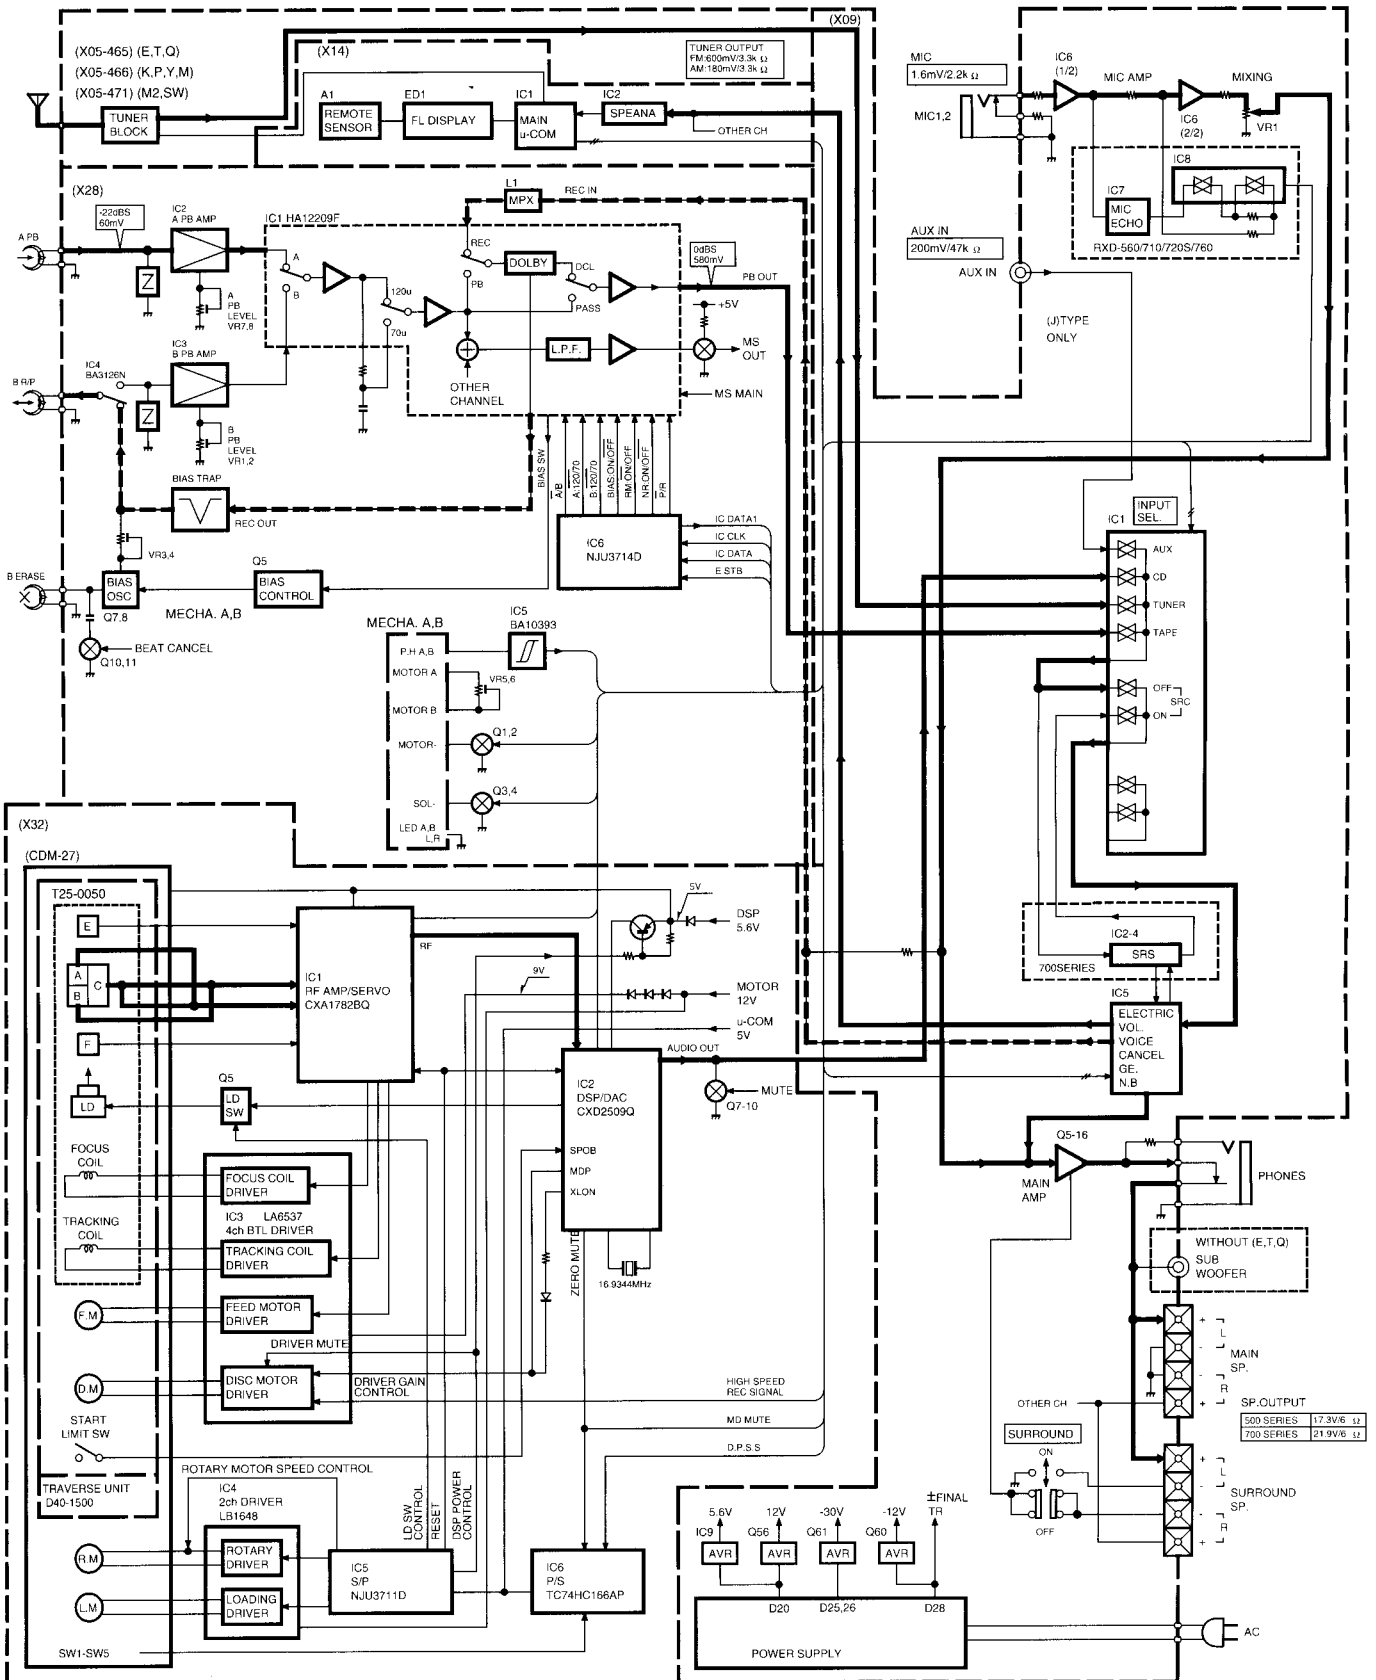 (X05-465) (E,T,Q)
(X05-466) (K,P,Y,M)
(X05-471) (M2,SW)
TUNER
BLOCK
(X14)
A1
REMOTE
SENSOR
ED1
FL DISPLAY
IC1
MAIN
u-COM
IC2
SPEANA
OTHER CH
TUNER OUTPUT
FM:600mV/3.3k Ω
AM:180mV/3.3k Ω
(X09)
MIC
1.6mV/2.2k Ω
MIC1,2
IC6
(1/2)
MIC AMP
IC6
(2/2)
MIXING
VR1
IC7
MIC
ECHO
IC8
RXD-560/710/720S/760
AUX IN
200mV/47k Ω
AUX IN
(J)TYPE
ONLY
(X28)
A PB
-22dBS
60mV
IC2
A PB AMP
Z
A
PB
LEVEL
VR7,8
IC1 HA12209F
A
B
120u
70u
L1
MPX
REC IN
REC
PB
DOLBY
DCL
PASS
0dBS
580mV
PB OUT
+5V
L.P.F.
MS
OUT
OTHER
CHANNEL
MS MAIN
B R/P
IC4
BA3126N
IC3
B PB AMP
Z
B
PB
LEVEL
VR1,2
BIAS TRAP
REC OUT
VR3,4
B ERASE
BIAS
OSC
Q7,8
Q5
BIAS
CONTROL
MECHA. A,B
BEAT CANCEL
Q10,11
BIAS SW
A/B
A:120/70
B:120/70
BIAS:ON/OFF
RM:ON/OFF
NR:ON/OFF
P/R
IC6
NJU3714D
IC DATA1
IC CLK
IC DATA
E STB
MECHA. A,B
P.H A,B
MOTOR A
MOTOR B
MOTOR-
SOL-
LED A,B
L,R
IC5
BA10393
VR5,6
Q1,2
Q3,4
IC1
INPUT
SEL.
AUX
CD
TUNER
TAPE
OFF
SRC
ON
IC2-4
SRS
700SERIES
IC5
ELECTRIC
VOL.
VOICE
CANCEL
GE.
N.B
(X32)
(CDM-27)
T25-0050
E
A
B
C
F
LD
FOCUS
COIL
TRACKING
COIL
F.M
D.M
START
LIMIT SW
TRAVERSE UNIT
D40-1500
R.M
L.M
SW1-SW5
IC1
RF AMP/SERVO
CXA1782BQ
RF
5V
DSP
5.6V
9V
MOTOR
12V
u-COM
5V
Q5
LD
SW
IC2
DSP/DAC
CXD2509Q
SPOB
MDP
XLON
AUDIO OUT
MUTE
Q7-10
16.9344MHz
ZERO MUTE
FOCUS COIL
DRIVER
IC3 LA6537
4ch BTL DRIVER
TRACKING COIL
DRIVER
FEED MOTOR
DRIVER
DRIVER MUTE
DISC MOTOR
DRIVER
DRIVER GAIN
CONTROL
HIGH SPEED
REC SIGNAL
MD MUTE
D.P.S.S
ROTARY MOTOR SPEED CONTROL
IC4
2ch DRIVER
LB1648
ROTARY
DRIVER
LOADING
DRIVER
LD SW
CONTROL
RESET
DSP POWER
CONTROL
IC5
S/P
NJU3711D
IC6
P/S
TC74HC166AP
Q5-16
MAIN
AMP
PHONES
WITHOUT (E,T,Q)
SUB
WOOFER
+
-
L
-
+
R
MAIN
SP.
OTHER CH
SP.OUTPUT
500 SERIES 17.3V/6 Ω
700 SERIES 21.9V/6 Ω
SURROUND
ON
OFF
+
-
L
-
+
R
SURROUND
SP.
5.6V
12V
-30V
-12V
±FINAL
TR
IC9
Q56
Q61
Q60
AVR
AVR
AVR
AVR
D20
D25,26
D28
POWER SUPPLY
AC